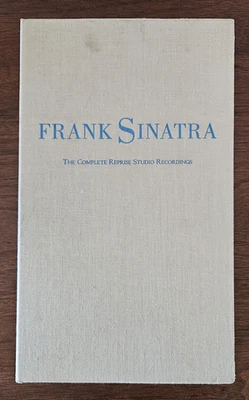 FRANK SINATRA
THE COMPLETE REPRISE STUDIO RECORDINGS